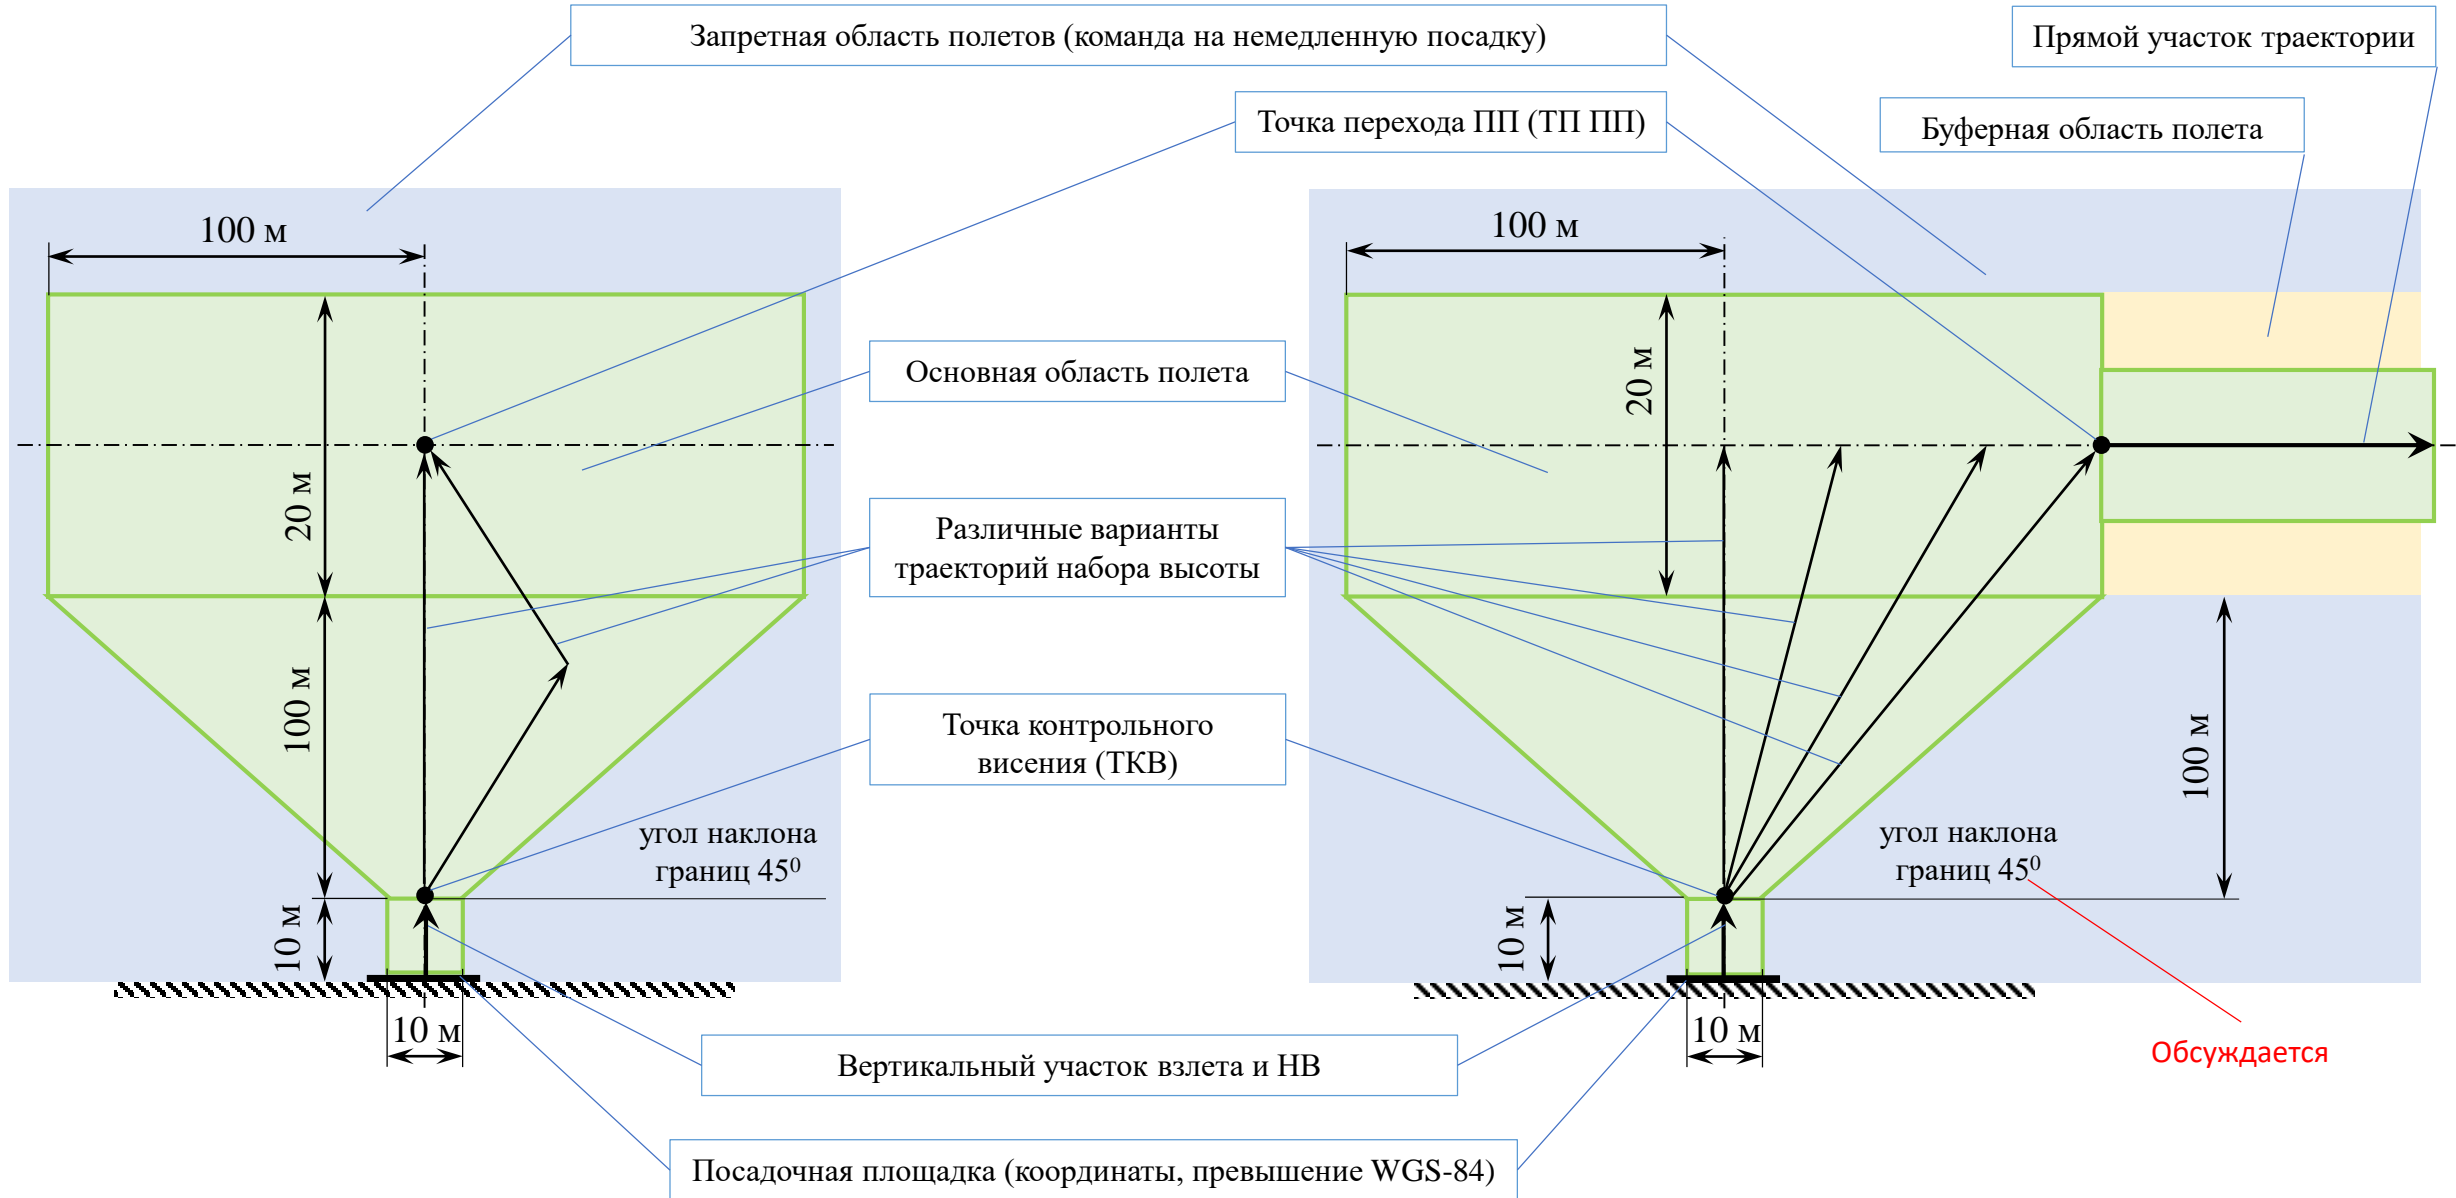 Запретная область полетов (команда на немедленную посадку)
Прямой участок траектории
Точка перехода ПП (ТП ПП)
Буферная область полета
100 м
100 м
Основная область полета
20 м
20 м
Различные варианты
траекторий набора высоты
100 м
Точка контрольного
висения (ТКВ)
100 м
угол наклона
границ 45⁰
угол наклона
границ 45⁰
10 м
10 м
10 м
10 м
Обсуждается
Вертикальный участок взлета и НВ
Посадочная площадка (координаты, превышение WGS-84)